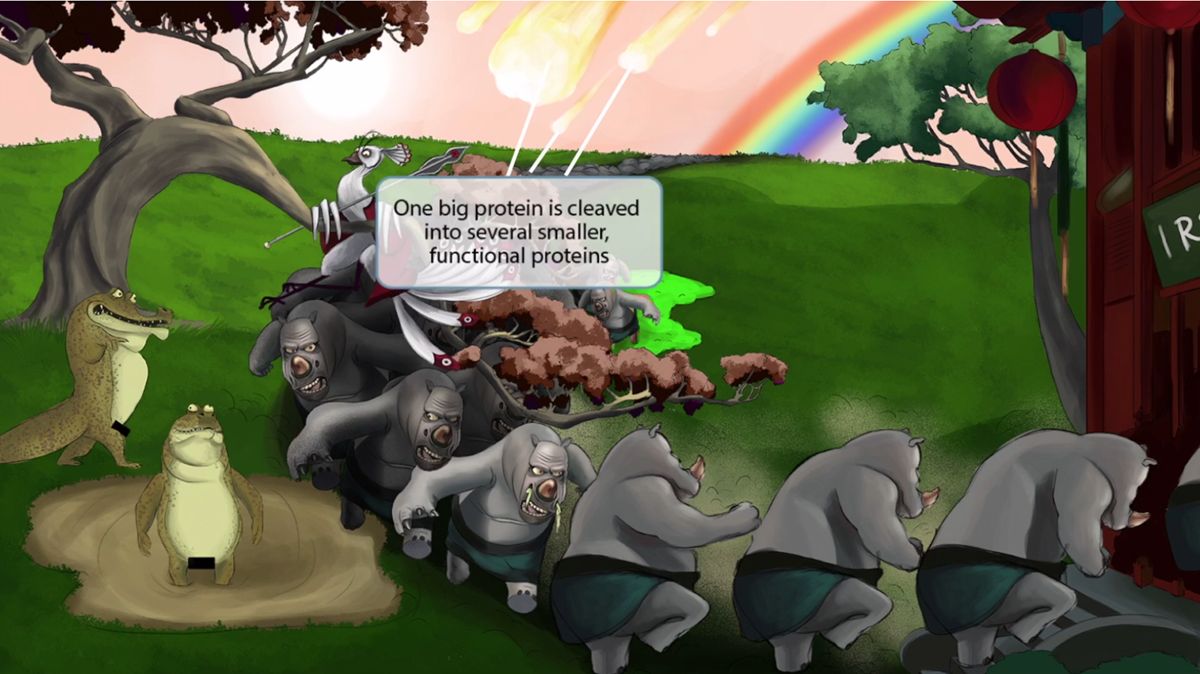 One big protein is cleaved
into several smaller,
functional proteins
I R